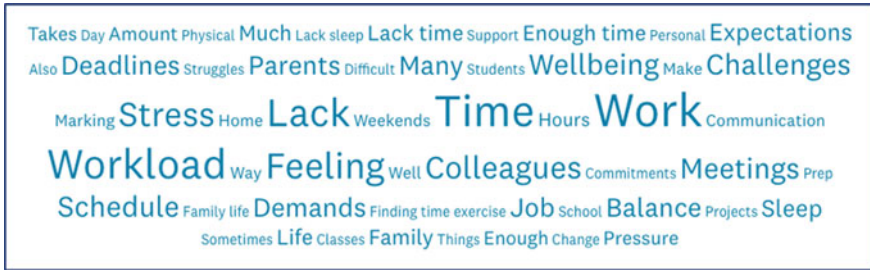 Takes Day Amount Physical Much Lack sleep Lack time Support Enough time Personal Expectations
Also Deadlines Struggles Parents Difficult Many Students Wellbeing Make Challenges
Marking Stress Home Lack Weekends Time Hours Work Communication
Workload Way Feeling Well Colleagues Commitments Meetings Prep
Schedule Family life Demands Finding time exercise Job School Balance Projects Sleep
Sometimes Life Classes Family Things Enough Change Pressure